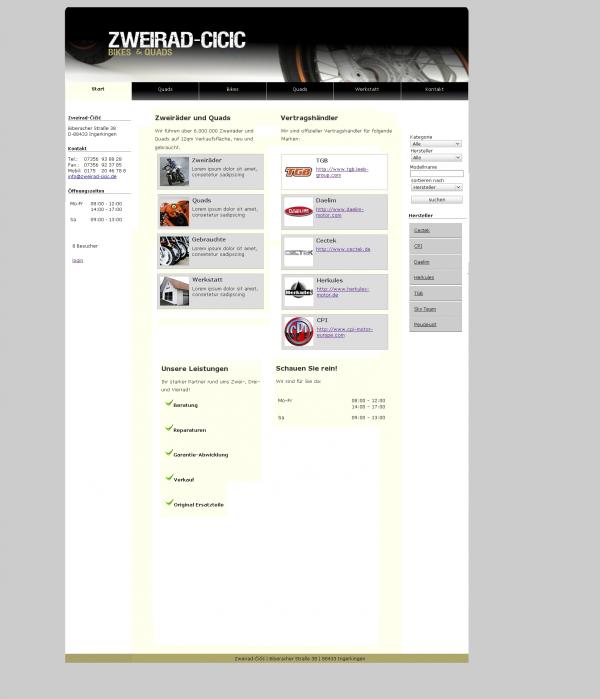 ZWEIRAD-CICIC
BIKES & QUADS
Start
Quads
Bikes
Quads
Werkstatt
Kontakt
Zweirad-Čičić
Biberacher Straße 38
D-88433 Ingerkingen
Kontakt
Tel.: 07356 93 88 28
Fax.: 07356 92 37 85
Mobil: 0175 20 46 78 8
info@zweirad-cicic.de
Öffnungszeiten
Mo-Fr 08:00 - 12:00
14:00 - 17:00
Sa 09:00 - 13:00
8 Besucher
login
Zweiräder und Quads
Wir führen über 6.000.000 Zweiräder und
Quads auf 12qm Verkaufsfläche, neu und
gebraucht.
Zweiräder
Lorem ipsum dolor sit amet,
consetetur sadipscing
Quads
Lorem ipsum dolor sit amet,
consetetur sadipscing
Gebrauchte
Lorem ipsum dolor sit amet,
consetetur sadipscing
Werkstatt
Lorem ipsum dolor sit amet,
consetetur sadipscing
Vertragshändler
Wir sind offizieller Vertragshändler für folgende
Marken:
TGB
TGB
http://www.tgb.leeb-
group.com
DAELIM
Daelim
http://www.daelim-
motor.com
CECTEK
Cectek
http://www.cectek.de
Herkules
Herkules
http://www.herkules-
motor.de
CPI
CPI
http://www.cpi-motor-
europe.com
Unsere Leistungen
Ihr starker Partner rund ums Zwei-, Drei-
und Vierrad!
Beratung
Reparaturen
Garantie-Abwicklung
Verkauf
Original Ersatzteile
Schauen Sie rein!
Wir sind für Sie da:
Mo-Fr 08:00 - 12:00
14:00 - 17:00
Sa 09:00 - 13:00
Kategorie
Alle
Hersteller
Alle
Modellname
sortieren nach
Hersteller
suchen
Hersteller
Cectek
CPI
Daelim
Herkules
TGB
Sky Team
Peugeot
Zweirad-Čičić | Biberacher Straße 38 | 88433 Ingerkingen